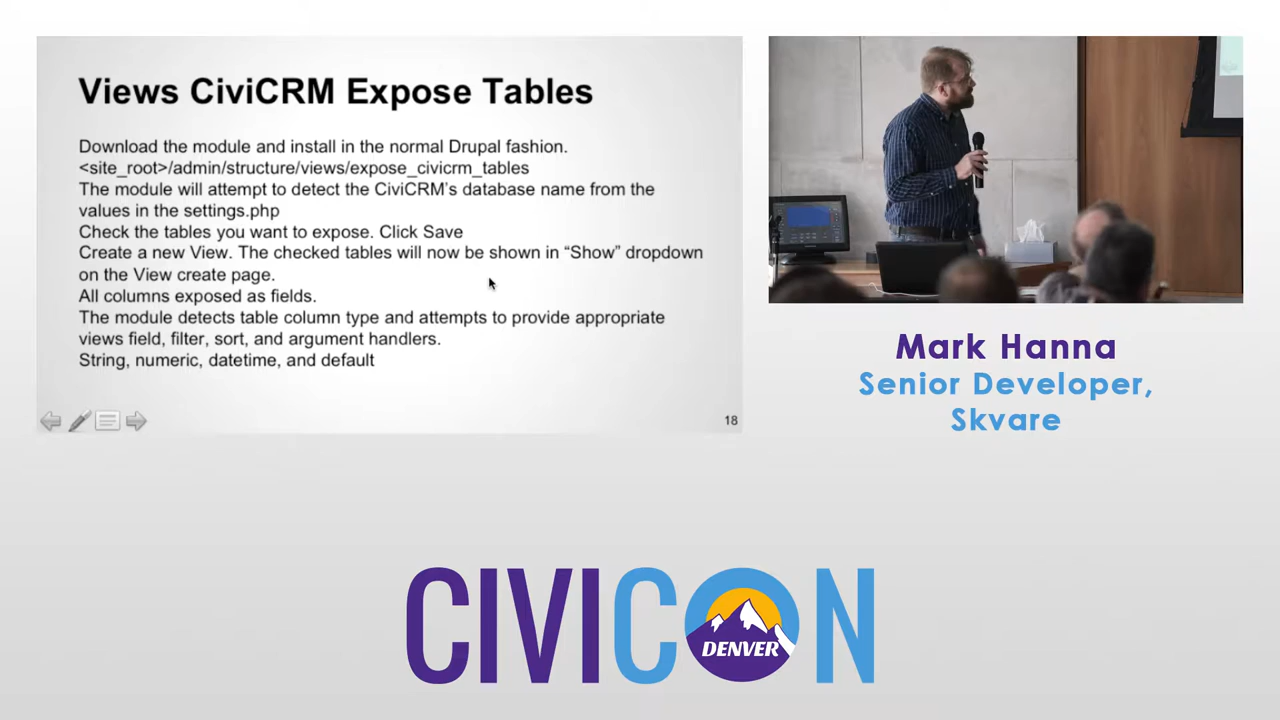 Views CiviCRM Expose Tables
Download the module and install in the normal Drupal fashion.
<site_root>/admin/structure/views/expose_civicrm_tables
The module will attempt to detect the CiviCRM's database name from the
values in the settings.php
Check the tables you want to expose. Click Save
Create a new View. The checked tables will now be shown in “Show” dropdown
on the View create page.
All columns exposed as fields.
The module detects table column type and attempts to provide appropriate
views field, filter, sort, and argument handlers.
String, numeric, datetime, and default
18
Mark Hanna
Senior Developer,
Skvare
CIVICON
DENVER